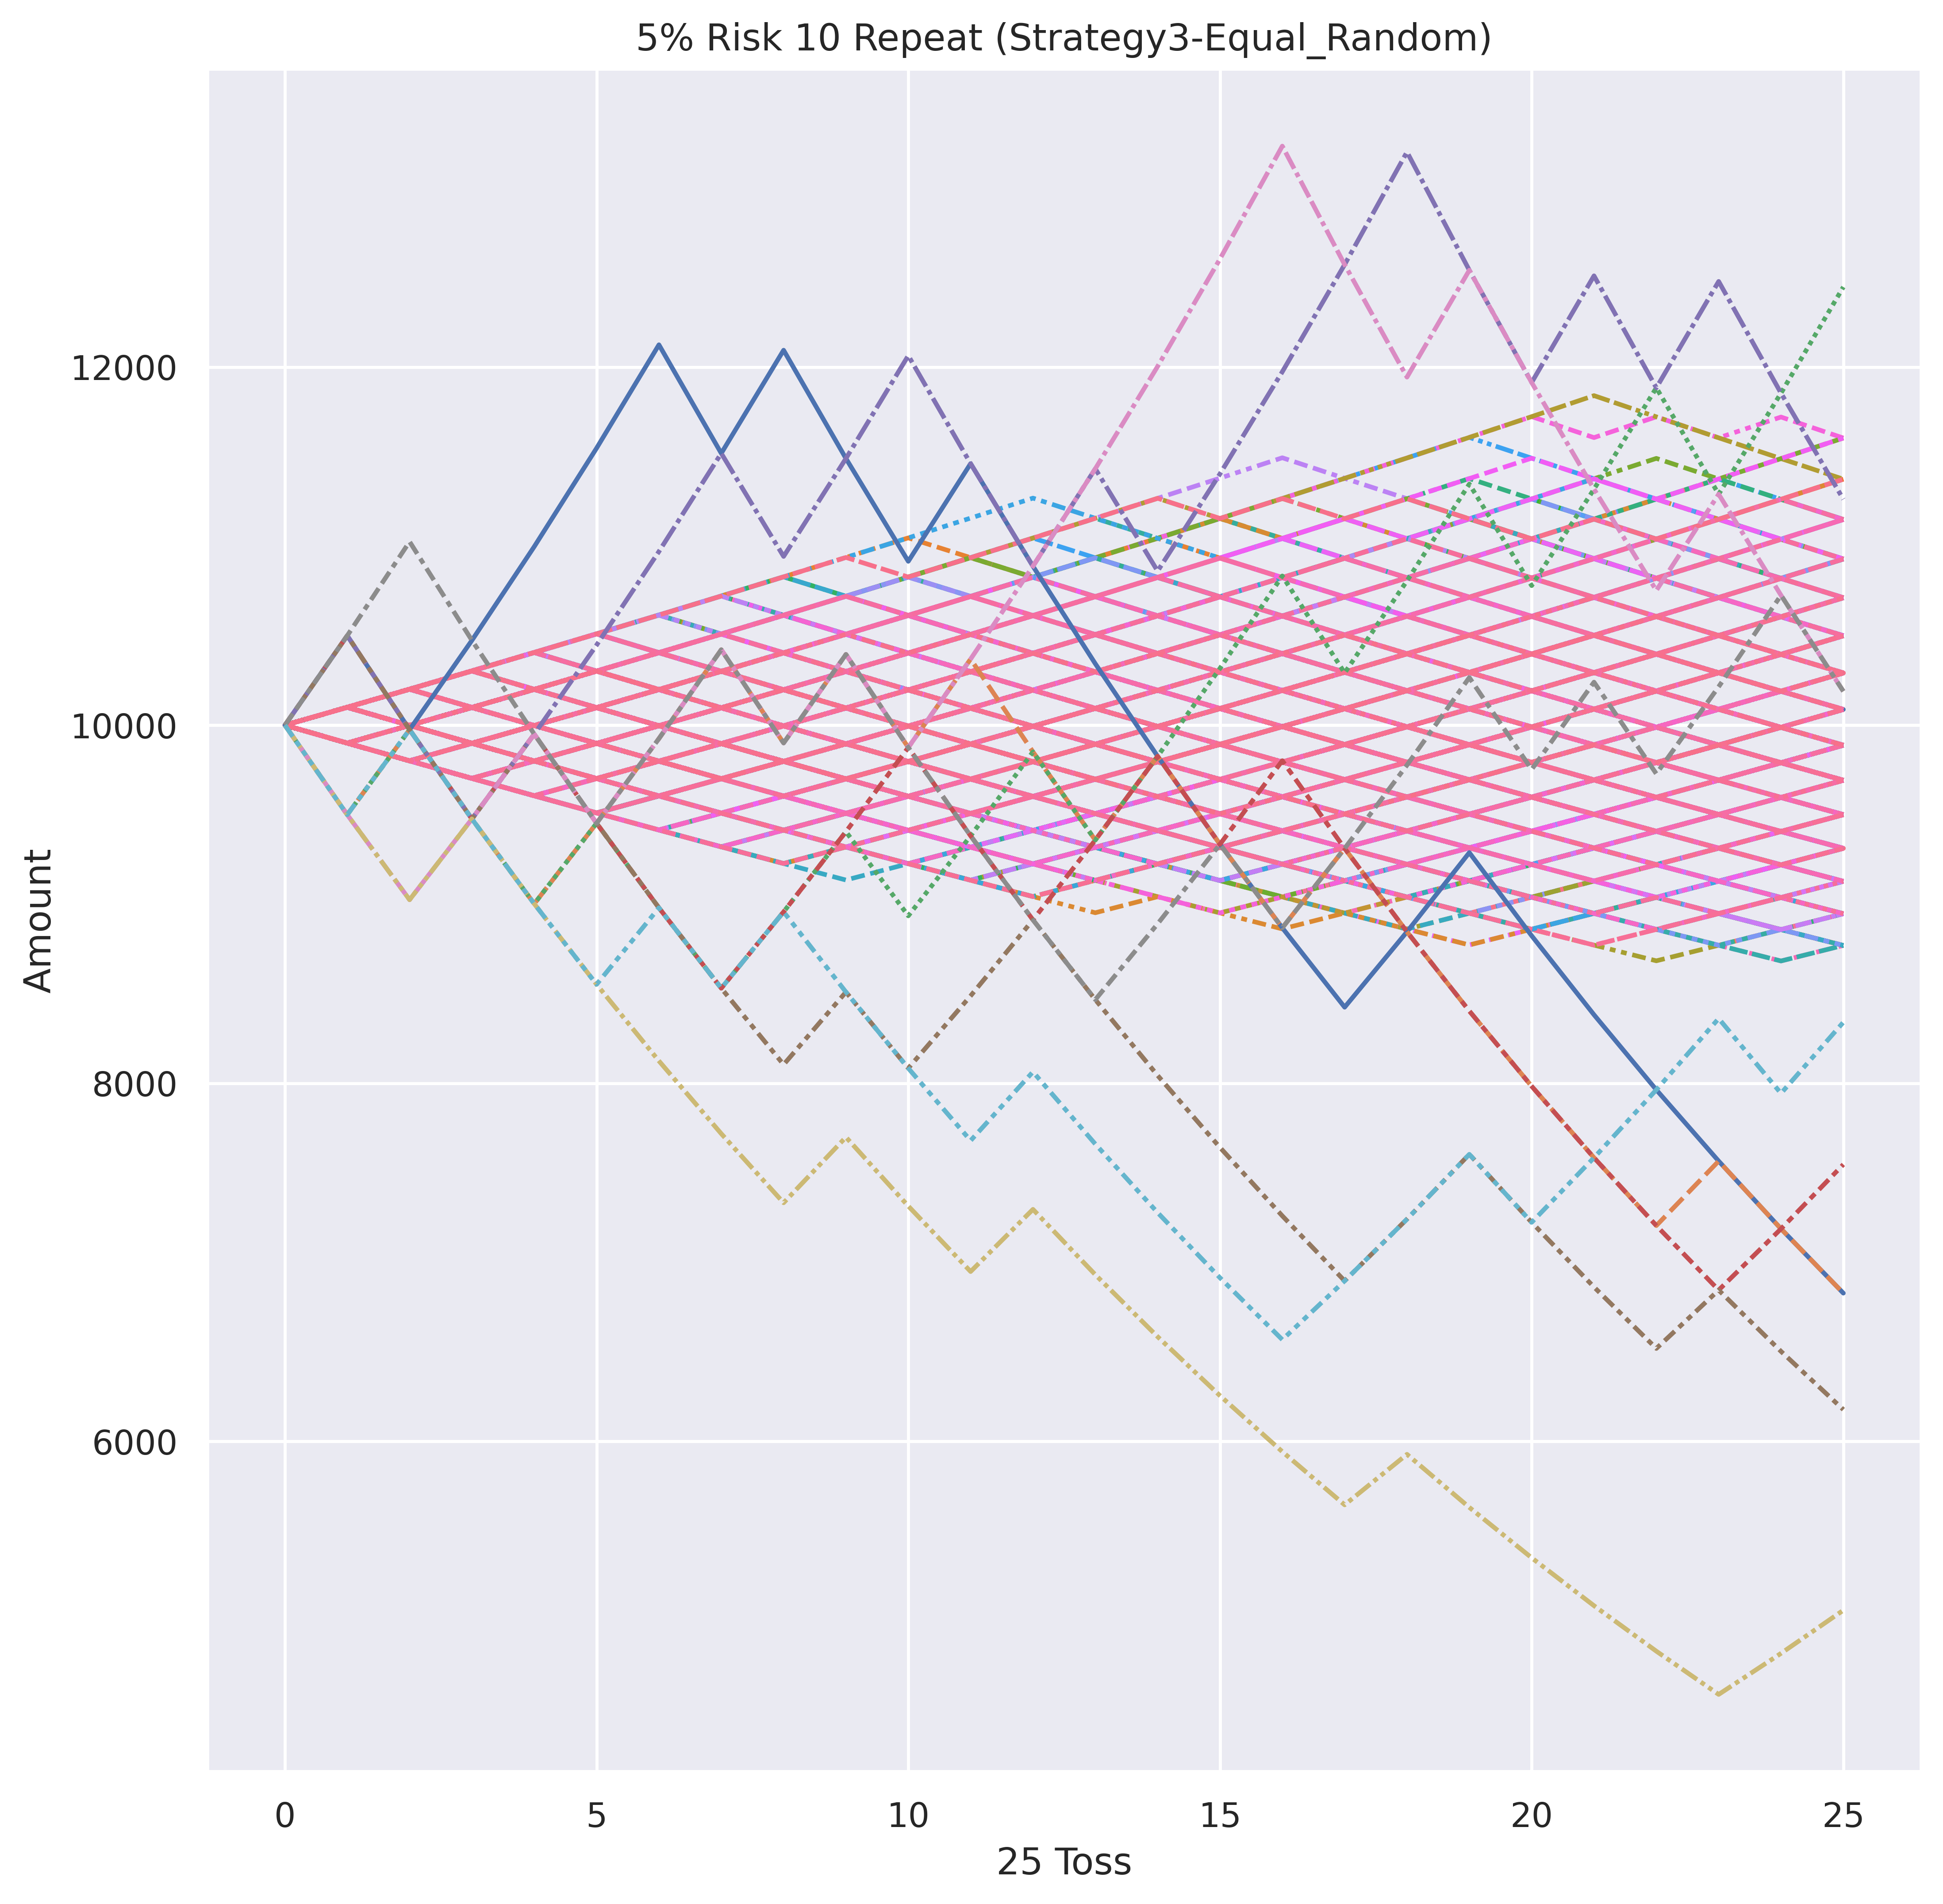 5% Risk 10 Repeat (Strategy3-Equal_Random)
12000
10000
8000
6000
Amount
0 5 10 15 20 25
25 Toss